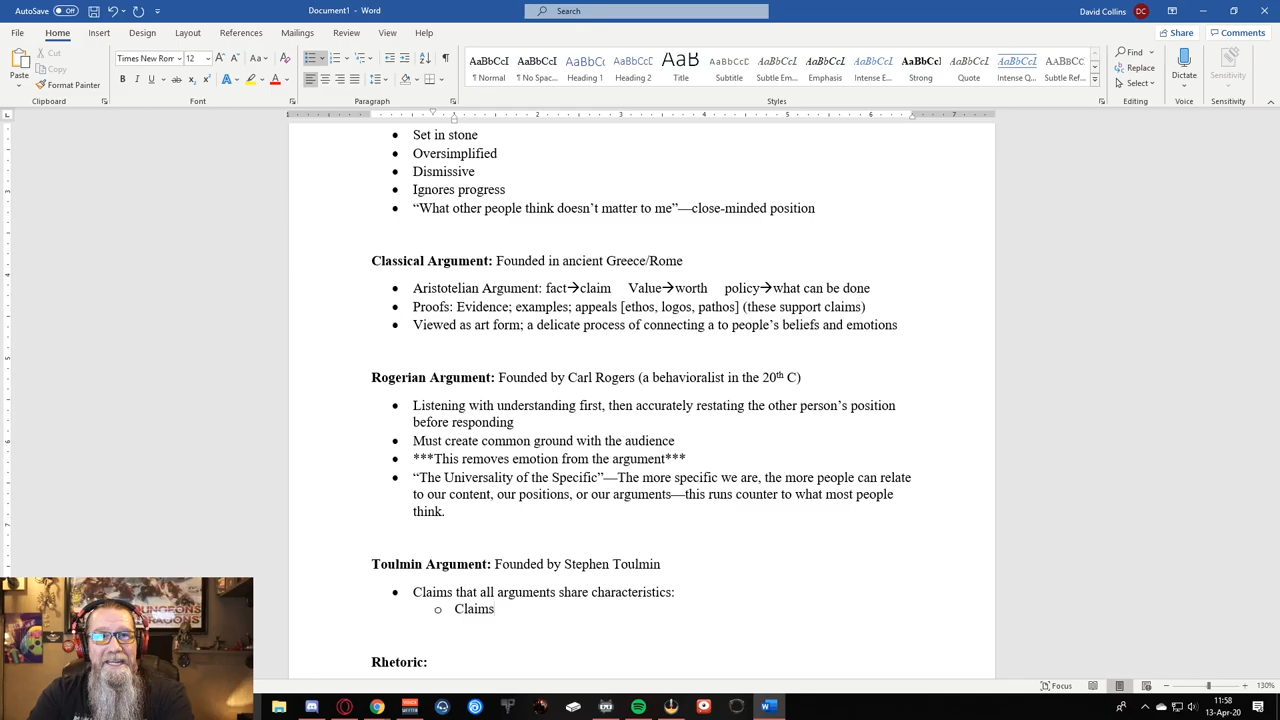 AutoSave Off Document1 - Word Search David Collins DC
File Home Insert Design Layout References Mailings Review View Help Share Comments
Paste Cut Copy Format Painter
Times New Ron 12
AaBbCcI AaBbCcI AaBbC AaBbCcI AaB AaBbCcD AaBbCcI AaBbCcI AaBbCcI AaBbCcl AaBbCcI AaBbCcI AABBCC
¶ Normal ¶ No Spac... Heading 1 Heading 2 Title Subtitle Subtle Em... Emphasis Intense E... Strong Quote Intense Q... Subtle Ref...
Find Replace Select Dictate Sensitivity
Clipboard Font Paragraph Styles Editing Voice Sensitivity
• Set in stone
• Oversimplified
• Dismissive
• Ignores progress
• “What other people think doesn’t matter to me”—close-minded position
Classical Argument: Founded in ancient Greece/Rome
• Aristotelian Argument: fact→claim Value→worth policy→what can be done
• Proofs: Evidence; examples; appeals [ethos, logos, pathos] (these support claims)
• Viewed as art form; a delicate process of connecting a to people’s beliefs and emotions
Rogerian Argument: Founded by Carl Rogers (a behavioralist in the 20th C)
• Listening with understanding first, then accurately restating the other person’s position
before responding
• Must create common ground with the audience
• ***This removes emotion from the argument***
• “The Universality of the Specific”—The more specific we are, the more people can relate
to our content, our positions, or our arguments—this runs counter to what most people
think.
Toulmin Argument: Founded by Stephen Toulmin
• Claims that all arguments share characteristics:
o Claims
Rhetoric:
DUNGEONS
DRAGONS
Focus 130%
11:58
13-Apr-20